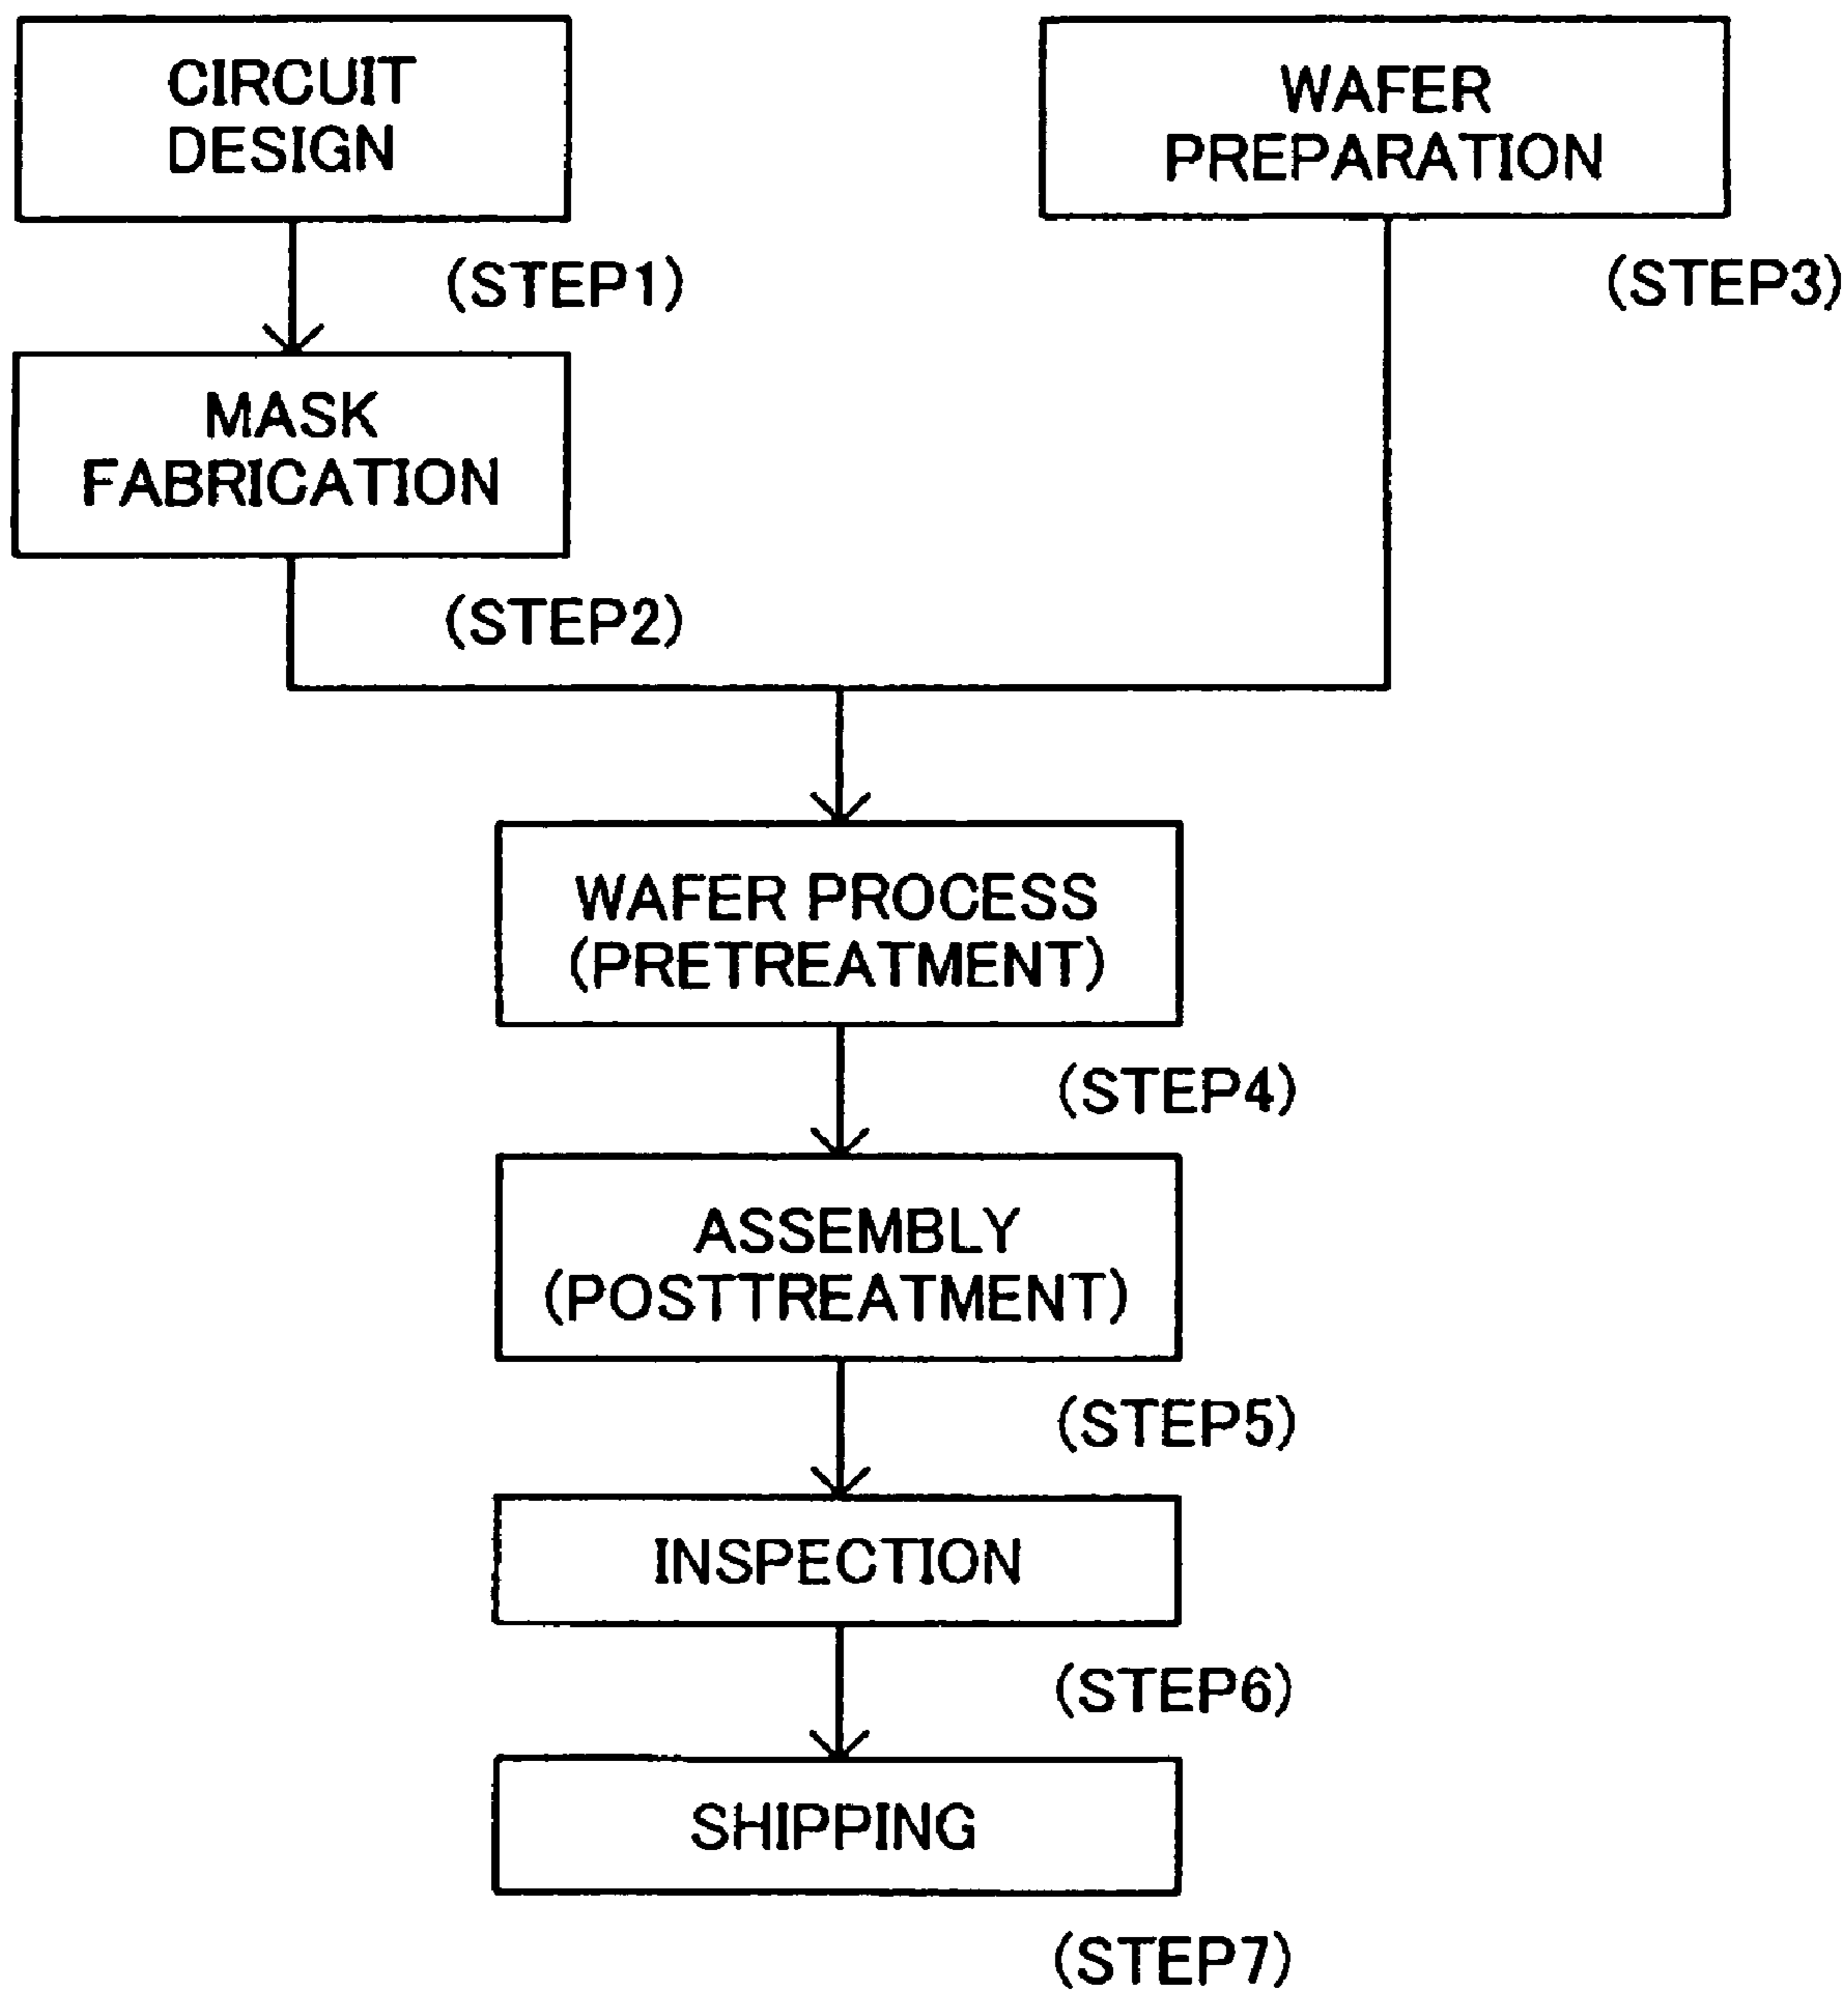 CIRCUIT
DESIGN
(STEP1)
MASK
FABRICATION
(STEP2)
WAFER
PREPARATION
(STEP3)
WAFER PROCESS
(PRETREATMENT)
(STEP4)
ASSEMBLY
(POSTTREATMENT)
(STEP5)
INSPECTION
(STEP6)
SHIPPING
(STEP7)